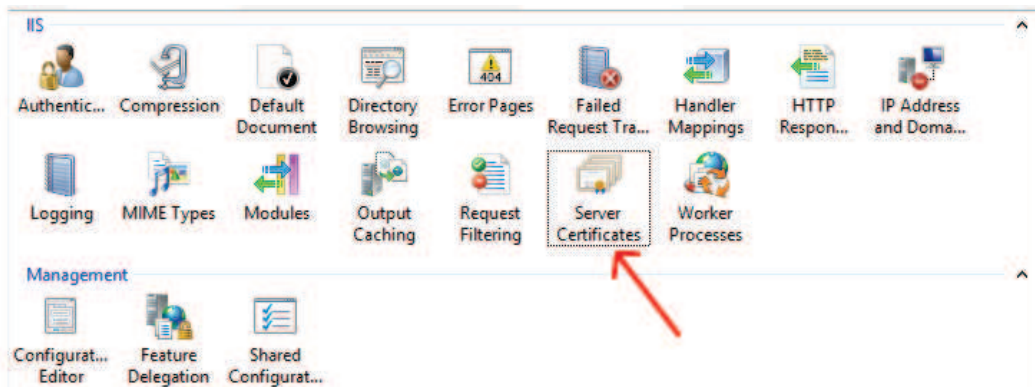 IIS
Authentic... Compression Default Directory Error Pages Failed Handler HTTP IP Address
Document Browsing Request Tra... Mappings Respon... and Doma...
404
Logging MIME Types Modules Output Request Server Worker
Caching Filtering Certificates Processes
Management
Configurat... Feature Shared
Editor Delegation Configurat...